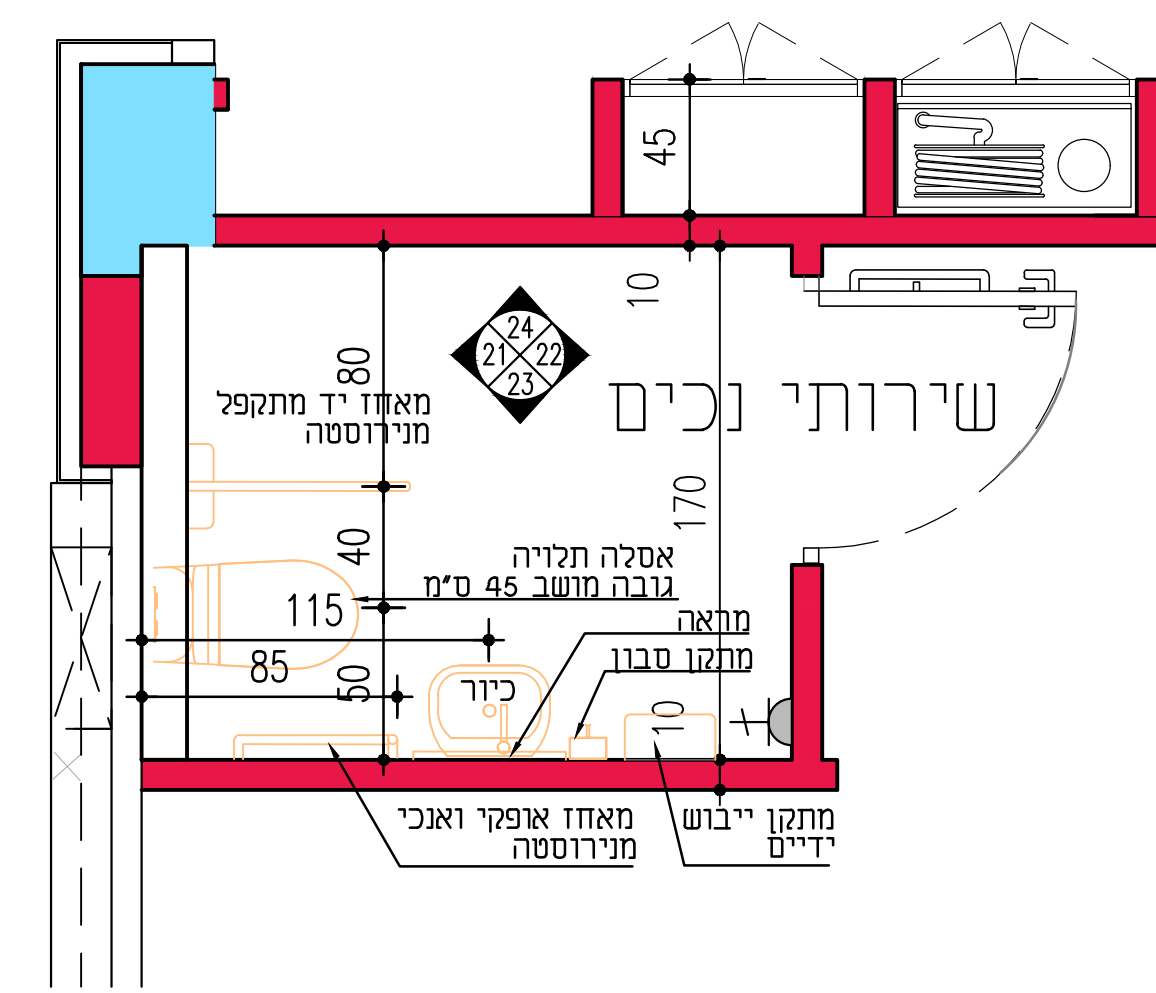 45
10
24
21 22
23
80
שירותי נכים
מאחז יד מתקפל
מנירוסטה
170
40
אסלה תלויה
גובה מושב 45 ס"מ
115
מראה
מתקן סבון
85
50
כיור
10
מאחז אופקי ואנכי
מנירוסטה
מתקן ייבוש
ידיים